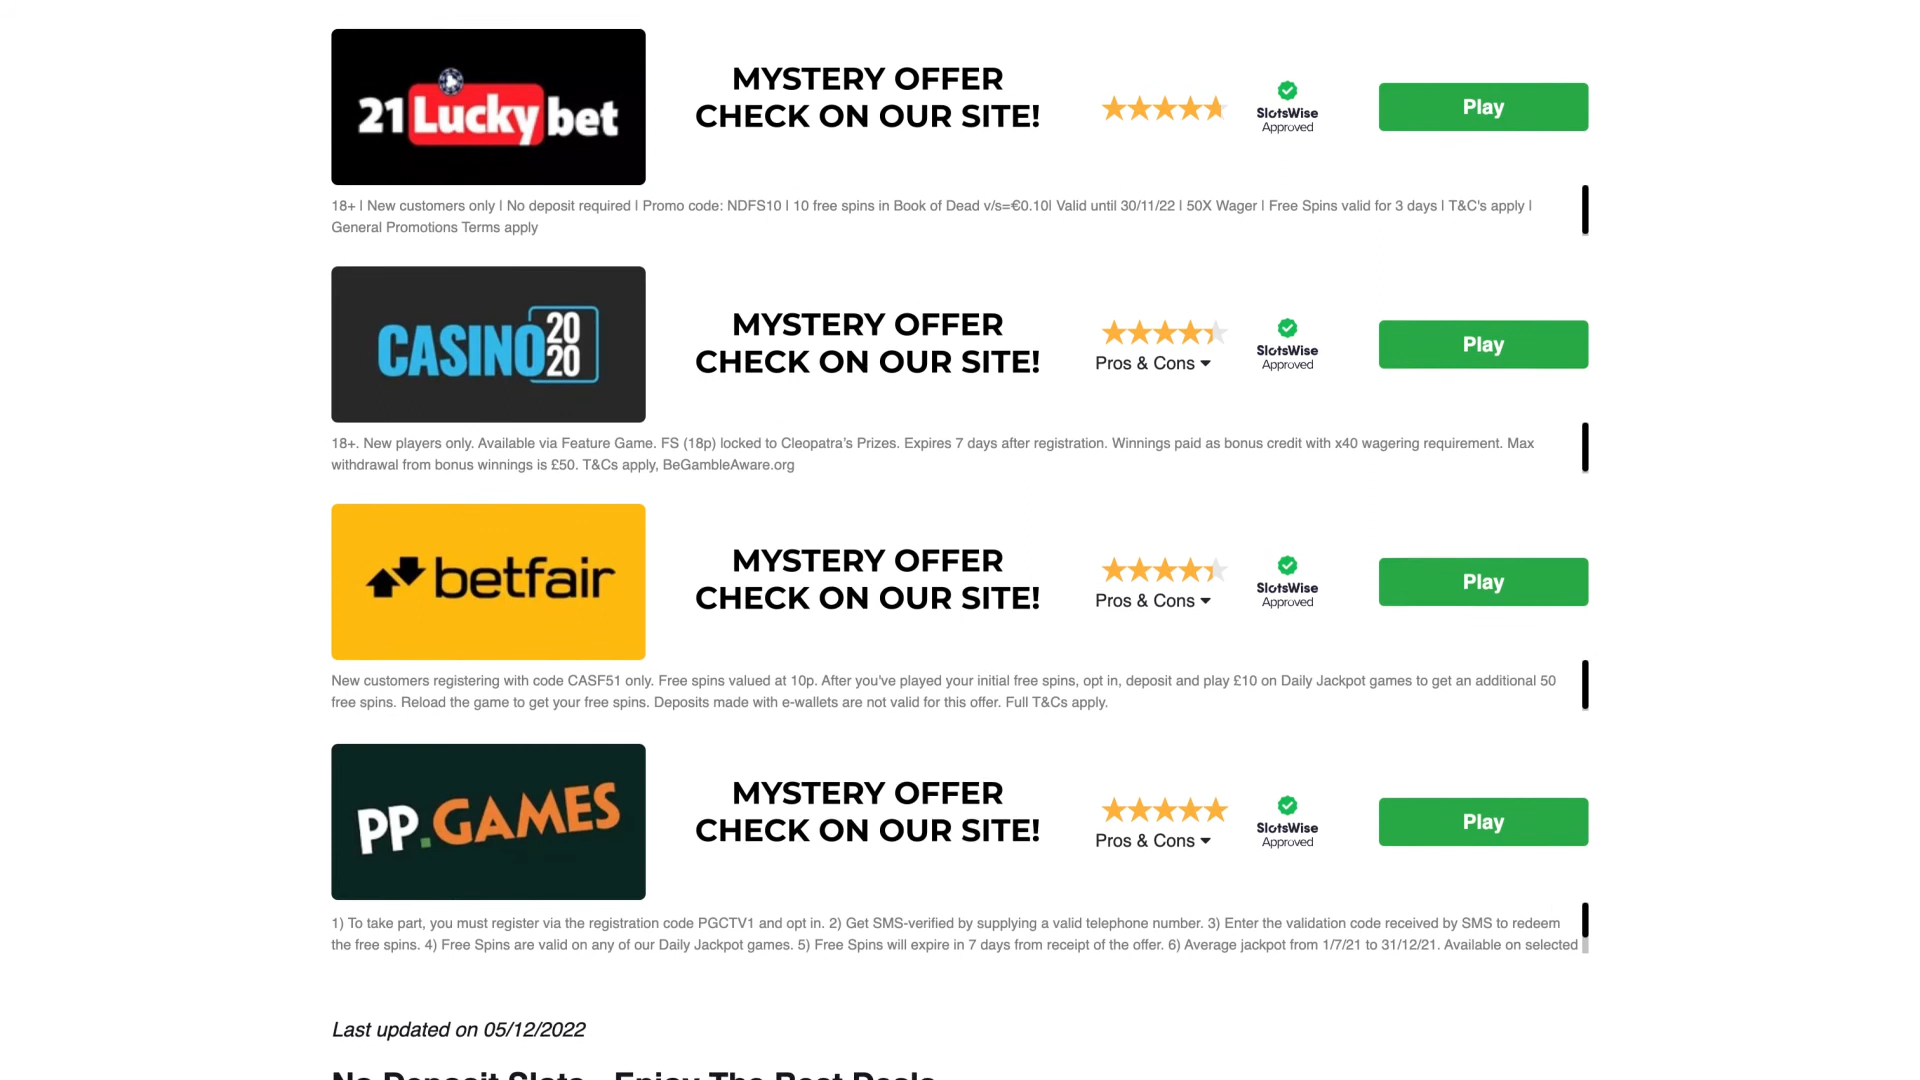 21 Lucky bet
MYSTERY OFFER
CHECK ON OUR SITE!
SlotsWise
Approved
Play
18+ | New customers only | No deposit required | Promo code: NDFS10 | 10 free spins in Book of Dead v/s=€0.10| Valid until 30/11/22 | 50X Wager | Free Spins valid for 3 days | T&C's apply |
General Promotions Terms apply
CASINO 20 20
MYSTERY OFFER
CHECK ON OUR SITE!
Pros & Cons
SlotsWise
Approved
Play
18+. New players only. Available via Feature Game. FS (18p) locked to Cleopatra’s Prizes. Expires 7 days after registration. Winnings paid as bonus credit with x40 wagering requirement. Max
withdrawal from bonus winnings is £50. T&Cs apply, BeGambleAware.org
betfair
MYSTERY OFFER
CHECK ON OUR SITE!
Pros & Cons
SlotsWise
Approved
Play
New customers registering with code CASF51 only. Free spins valued at 10p. After you've played your initial free spins, opt in, deposit and play £10 on Daily Jackpot games to get an additional 50
free spins. Reload the game to get your free spins. Deposits made with e-wallets are not valid for this offer. Full T&Cs apply.
PP.GAMES
MYSTERY OFFER
CHECK ON OUR SITE!
Pros & Cons
SlotsWise
Approved
Play
1) To take part, you must register via the registration code PGCTV1 and opt in. 2) Get SMS-verified by supplying a valid telephone number. 3) Enter the validation code received by SMS to redeem
the free spins. 4) Free Spins are valid on any of our Daily Jackpot games. 5) Free Spins will expire in 7 days from receipt of the offer. 6) Average jackpot from 1/7/21 to 31/12/21. Available on selected
Last updated on 05/12/2022
No Deposit Slots - Enjoy The Best Deals